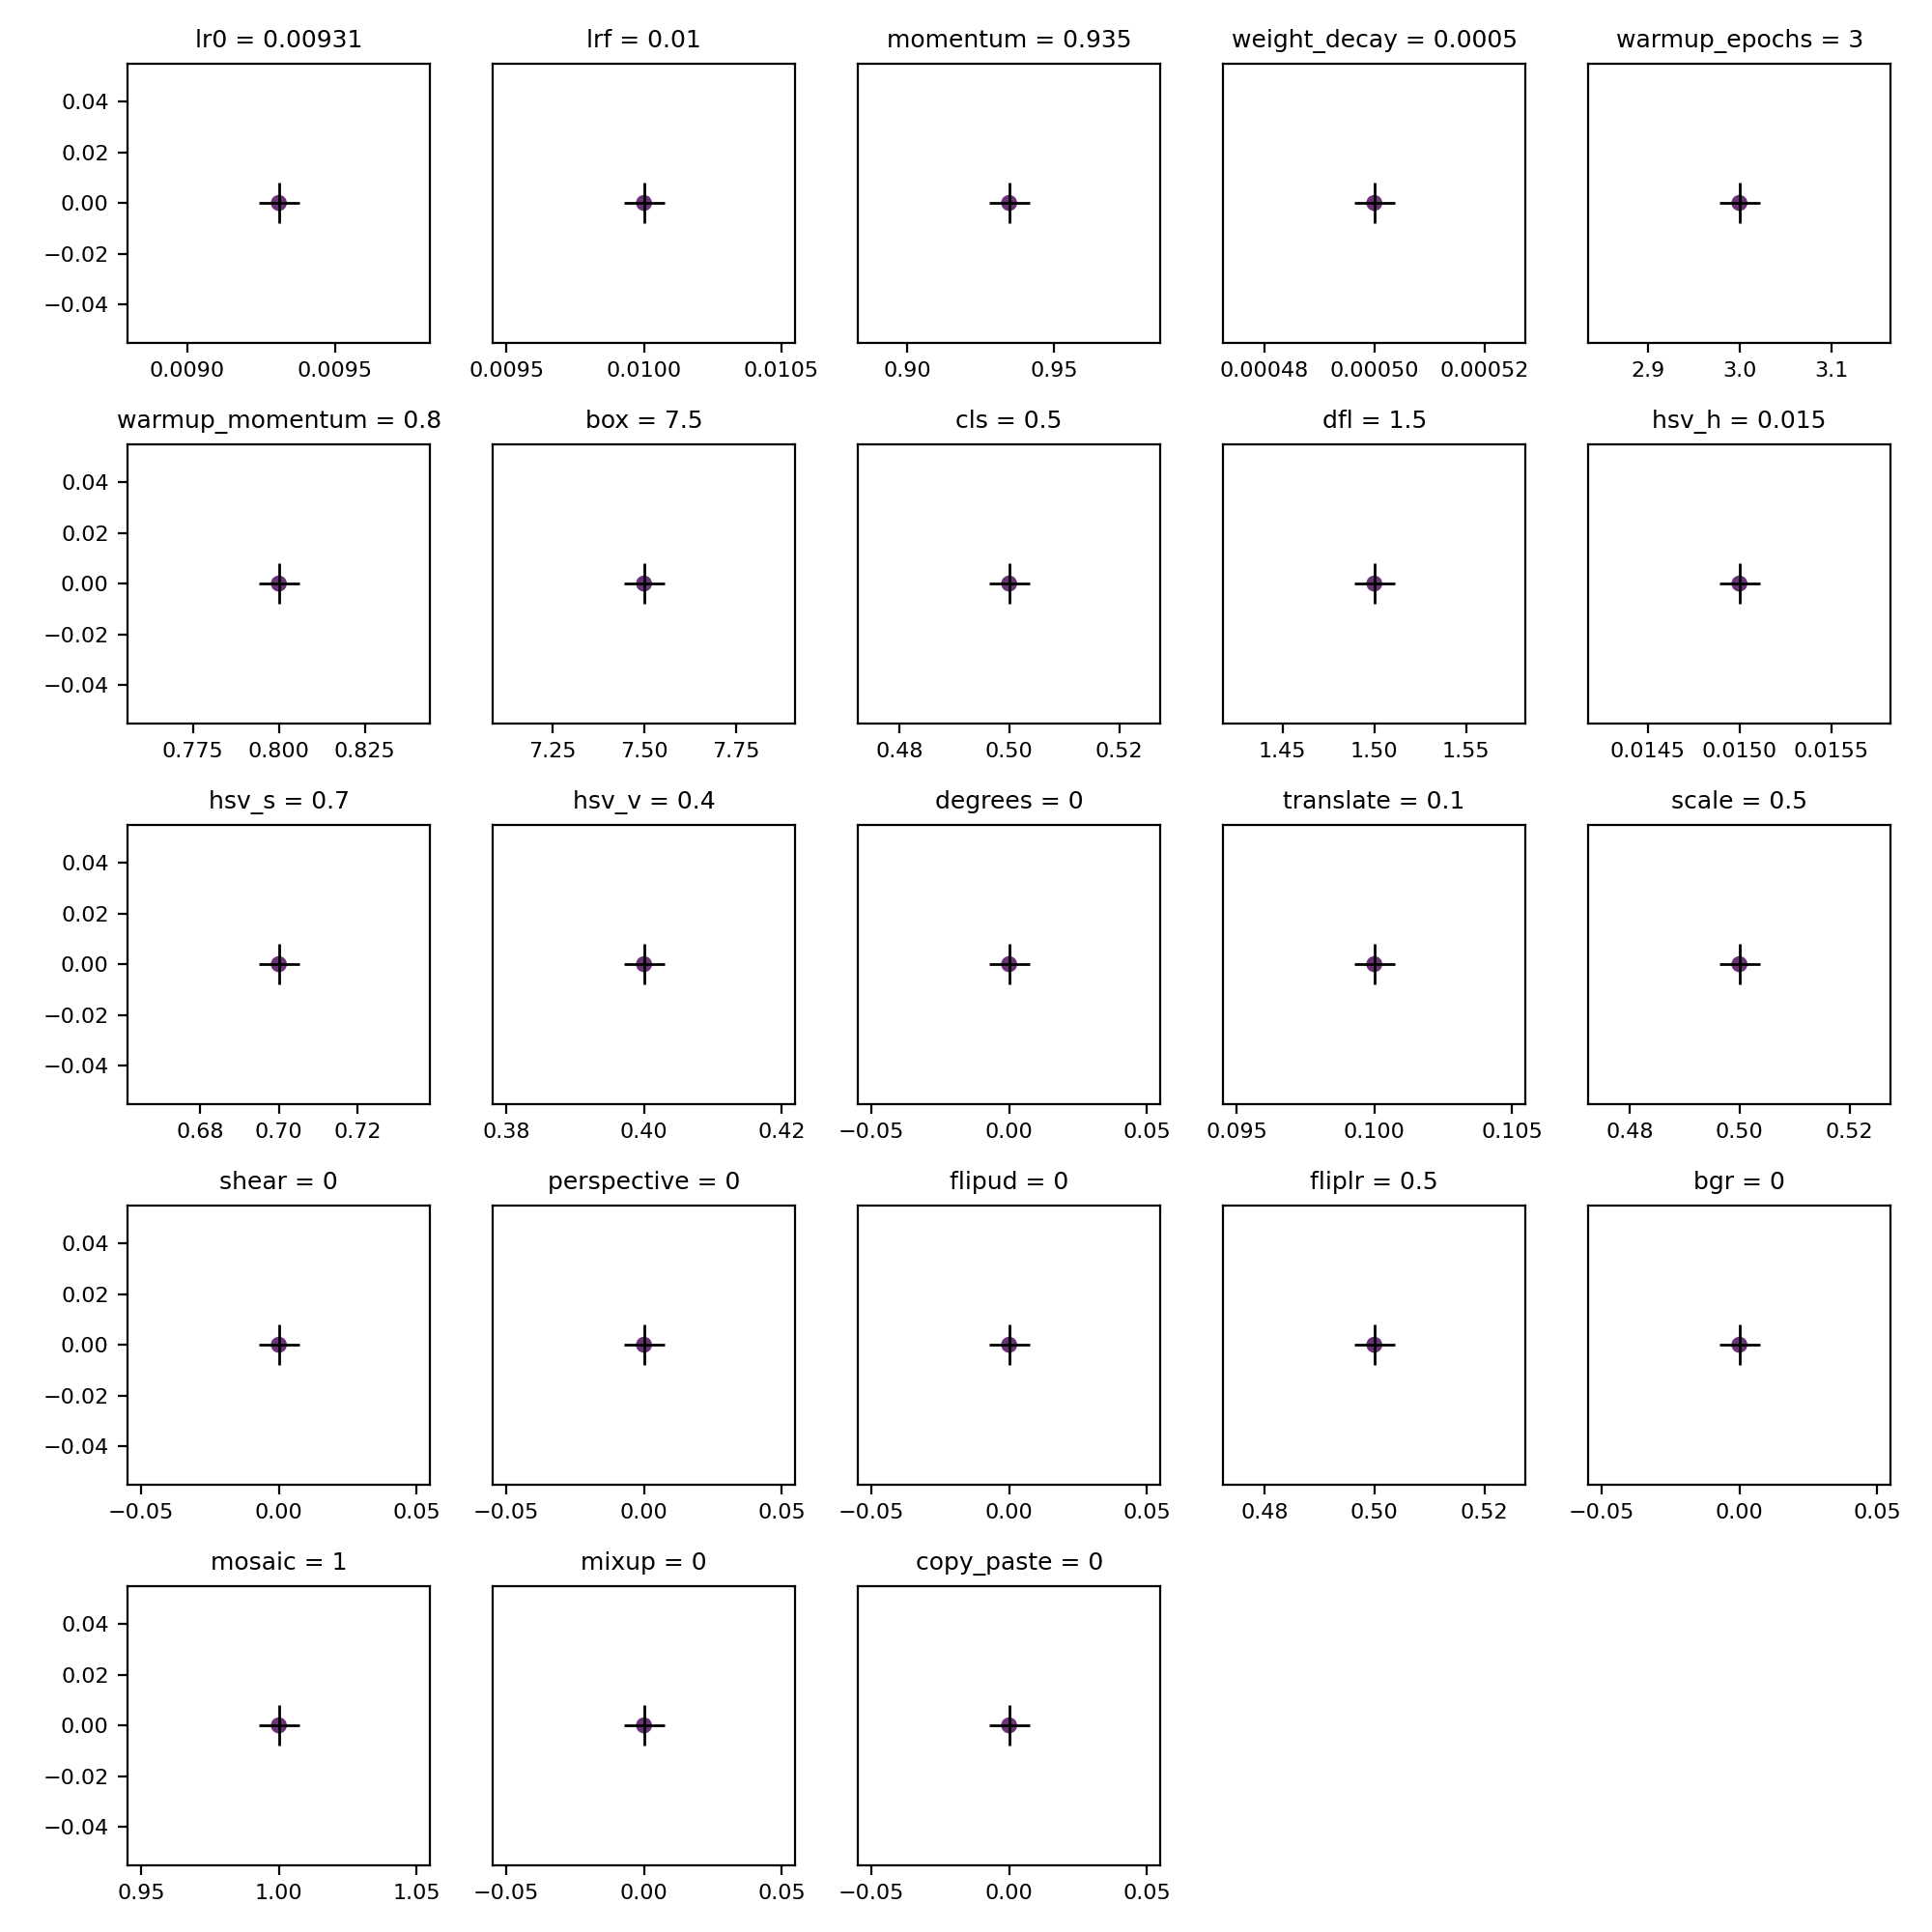 lr0 = 0.00931 lrf = 0.01 momentum = 0.935 weight_decay = 0.0005 warmup_epochs = 3
0.04
0.02
0.00
−0.02
−0.04
0.0090 0.0095 0.0095 0.0100 0.0105 0.90 0.95 0.00048 0.00050 0.00052 2.9 3.0 3.1
warmup_momentum = 0.8 box = 7.5 cls = 0.5 dfl = 1.5 hsv_h = 0.015
0.04
0.02
0.00
−0.02
−0.04
0.775 0.800 0.825 7.25 7.50 7.75 0.48 0.50 0.52 1.45 1.50 1.55 0.0145 0.0150 0.0155
hsv_s = 0.7 hsv_v = 0.4 degrees = 0 translate = 0.1 scale = 0.5
0.04
0.02
0.00
−0.02
−0.04
0.68 0.70 0.72 0.38 0.40 0.42 −0.05 0.00 0.05 0.095 0.100 0.105 0.48 0.50 0.52
shear = 0 perspective = 0 flipud = 0 fliplr = 0.5 bgr = 0
0.04
0.02
0.00
−0.02
−0.04
−0.05 0.00 0.05 −0.05 0.00 0.05 −0.05 0.00 0.05 0.48 0.50 0.52 −0.05 0.00 0.05
mosaic = 1 mixup = 0 copy_paste = 0
0.04
0.02
0.00
−0.02
−0.04
0.95 1.00 1.05 −0.05 0.00 0.05 −0.05 0.00 0.05